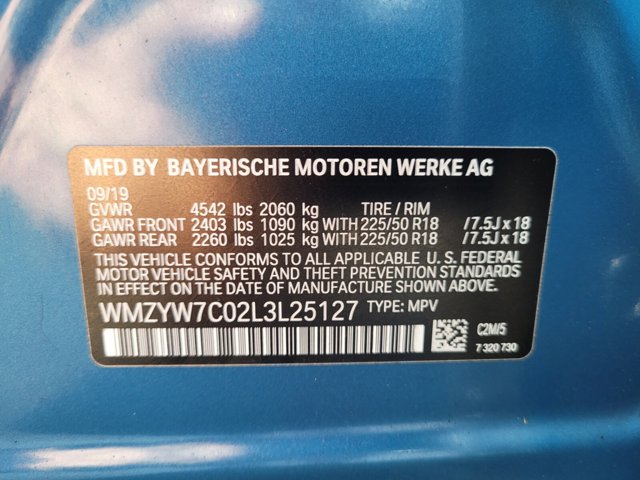 MFD BY BAYERISCHE MOTOREN WERKE AG
09/19
GVWR 4542 lbs 2060 kg TIRE / RIM
GAWR FRONT 2403 lbs 1090 kg WITH 225/50 R18 /7.5J x 18
GAWR REAR 2260 lbs 1025 kg WITH 225/50 R18 /7.5J x 18
THIS VEHICLE CONFORMS TO ALL APPLICABLE U.S. FEDERAL
MOTOR VEHICLE SAFETY AND THEFT PREVENTION STANDARDS
IN EFFECT ON THE DATE OF MANUFACTURE SHOWN ABOVE.
WMZYW7C02L3L25127 TYPE: MPV
C2M/5
7 320 730